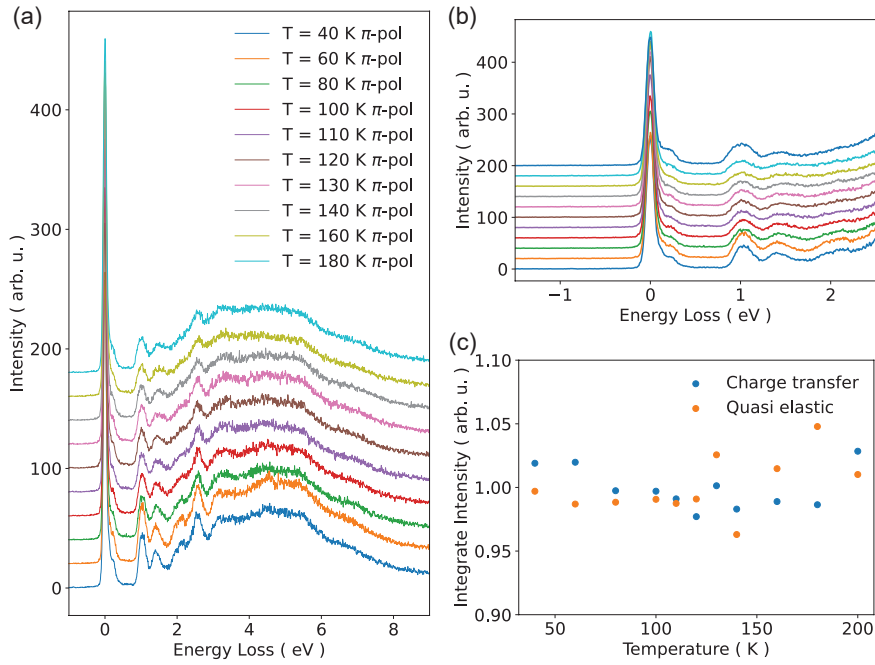 (a)
T = 40 K π-pol
T = 60 K π-pol
T = 80 K π-pol
T = 100 K π-pol
T = 110 K π-pol
T = 120 K π-pol
T = 130 K π-pol
T = 140 K π-pol
T = 160 K π-pol
T = 180 K π-pol
400
300
200
100
0
Intensity ( arb. u. )
0
2
4
6
8
Energy Loss ( eV )
(b)
400
300
200
100
0
Intensity ( arb. u. )
−1
0
1
2
Energy Loss ( eV )
(c)
Charge transfer
Quasi elastic
1.10
1.05
1.00
0.95
0.90
Integrate Intensity ( arb. u. )
50
100
150
200
Temperature ( K )